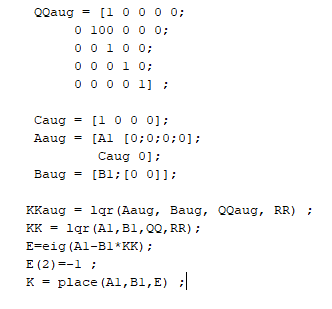 QQaug = [1 0 0 0 0;
0 100 0 0 0;
0 0 1 0 0;
0 0 0 1 0;
0 0 0 0 1] ;
Caug = [1 0 0 0];
Aaug = [A1 [0;0;0;0];
Caug 0];
Baug = [B1;[0 0]];
KKaug = lqr(Aaug, Baug, QQaug, RR) ;
KK = lqr(A1,B1,QQ,RR);
E=eig(A1-B1*KK);
E(2)=-1 ;
K = place(A1,B1,E) ;